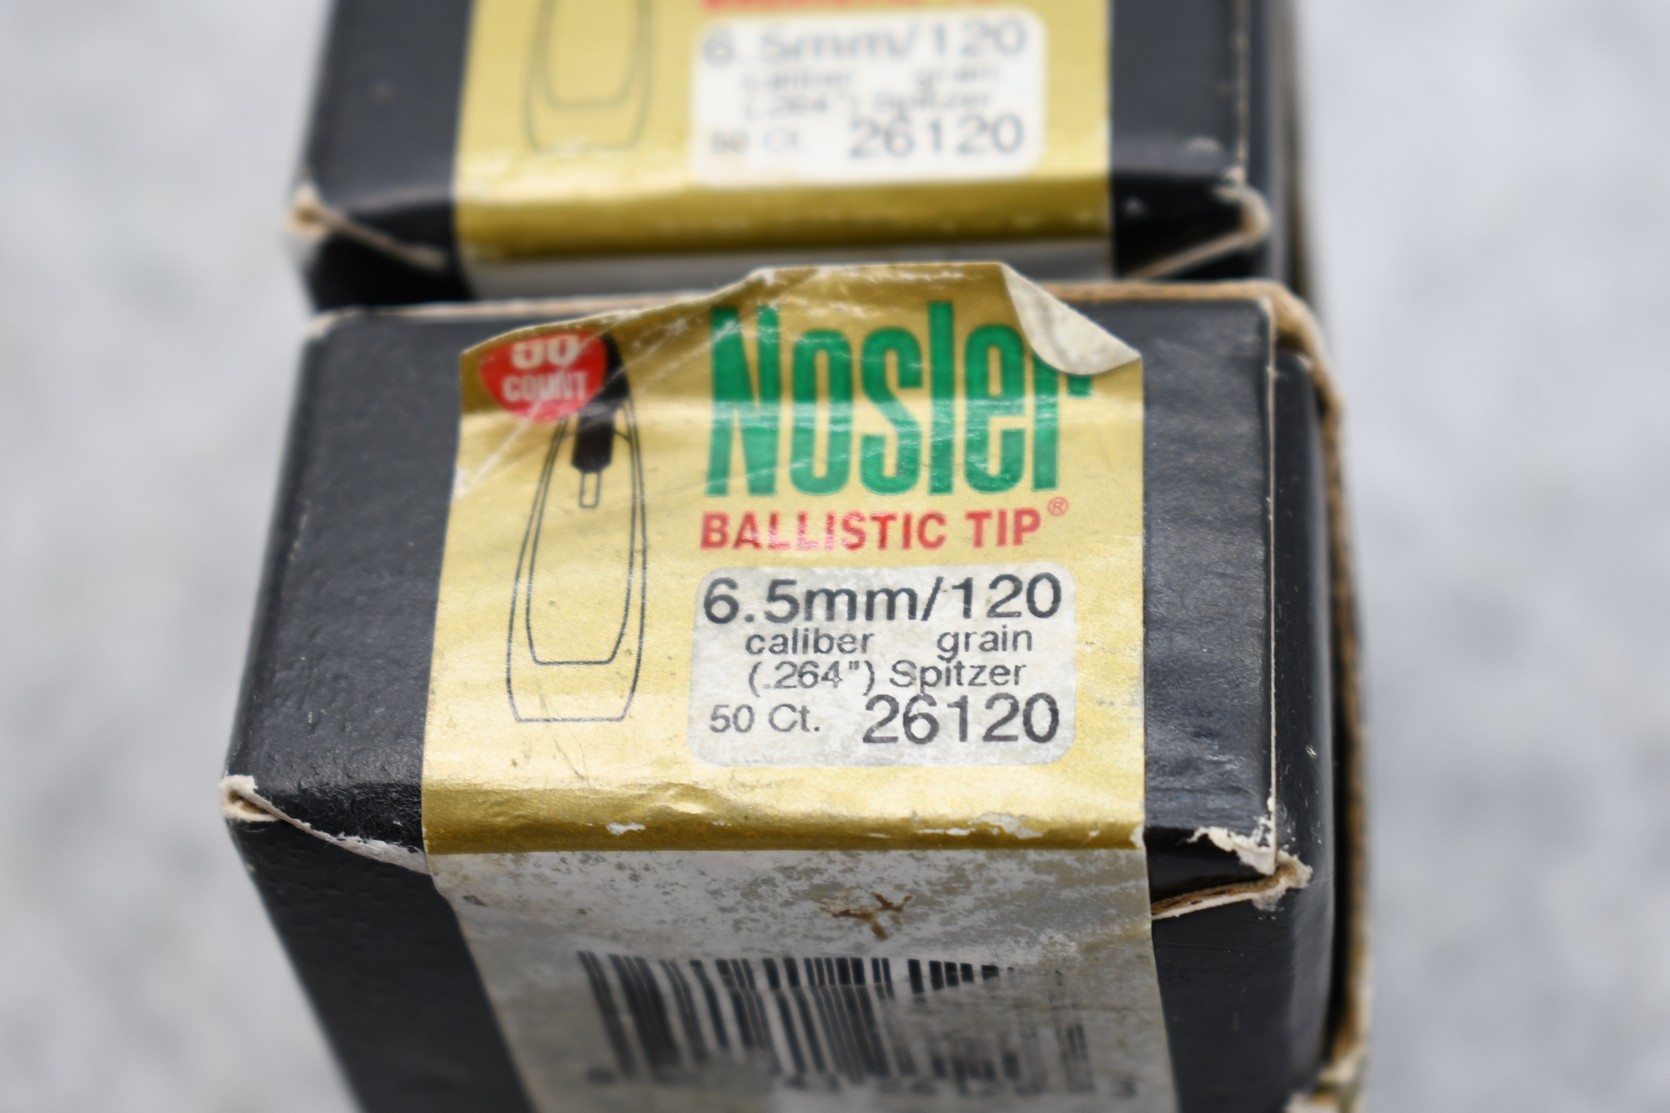 6.5mm/120
caliber grain
(.264") Spitzer
50 Ct. 26120
50
COUNT
Nosler
BALLISTIC TIP®
6.5mm/120
caliber grain
(.264") Spitzer
50 Ct. 26120